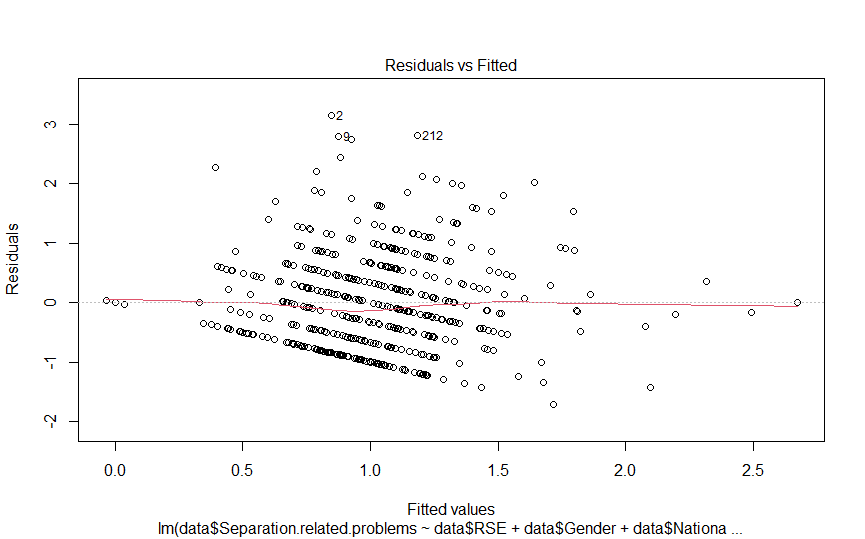 Residuals vs Fitted
3
2
1
0
-1
-2
Residuals
2
9
212
0.0 0.5 1.0 1.5 2.0 2.5
Fitted values
lm(data$Separation.related.problems ~ data$RSE + data$Gender + data$Nationa ...